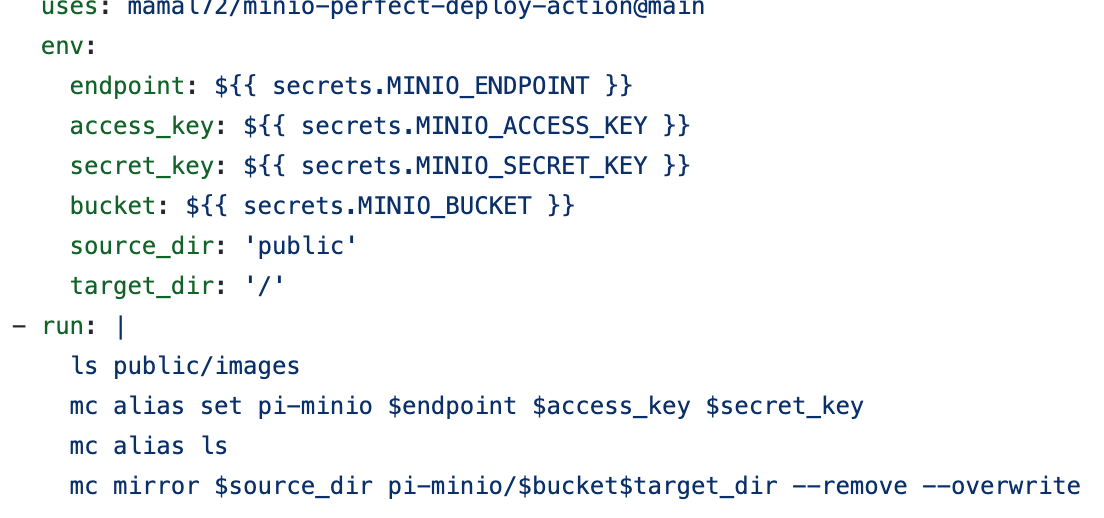 uses: mamal72/minio-perfect-deploy-action@main
env:
endpoint: ${{ secrets.MINIO_ENDPOINT }}
access_key: ${{ secrets.MINIO_ACCESS_KEY }}
secret_key: ${{ secrets.MINIO_SECRET_KEY }}
bucket: ${{ secrets.MINIO_BUCKET }}
source_dir: 'public'
target_dir: '/'
- run: |
ls public/images
mc alias set pi-minio $endpoint $access_key $secret_key
mc alias ls
mc mirror $source_dir pi-minio/$bucket$target_dir --remove --overwrite